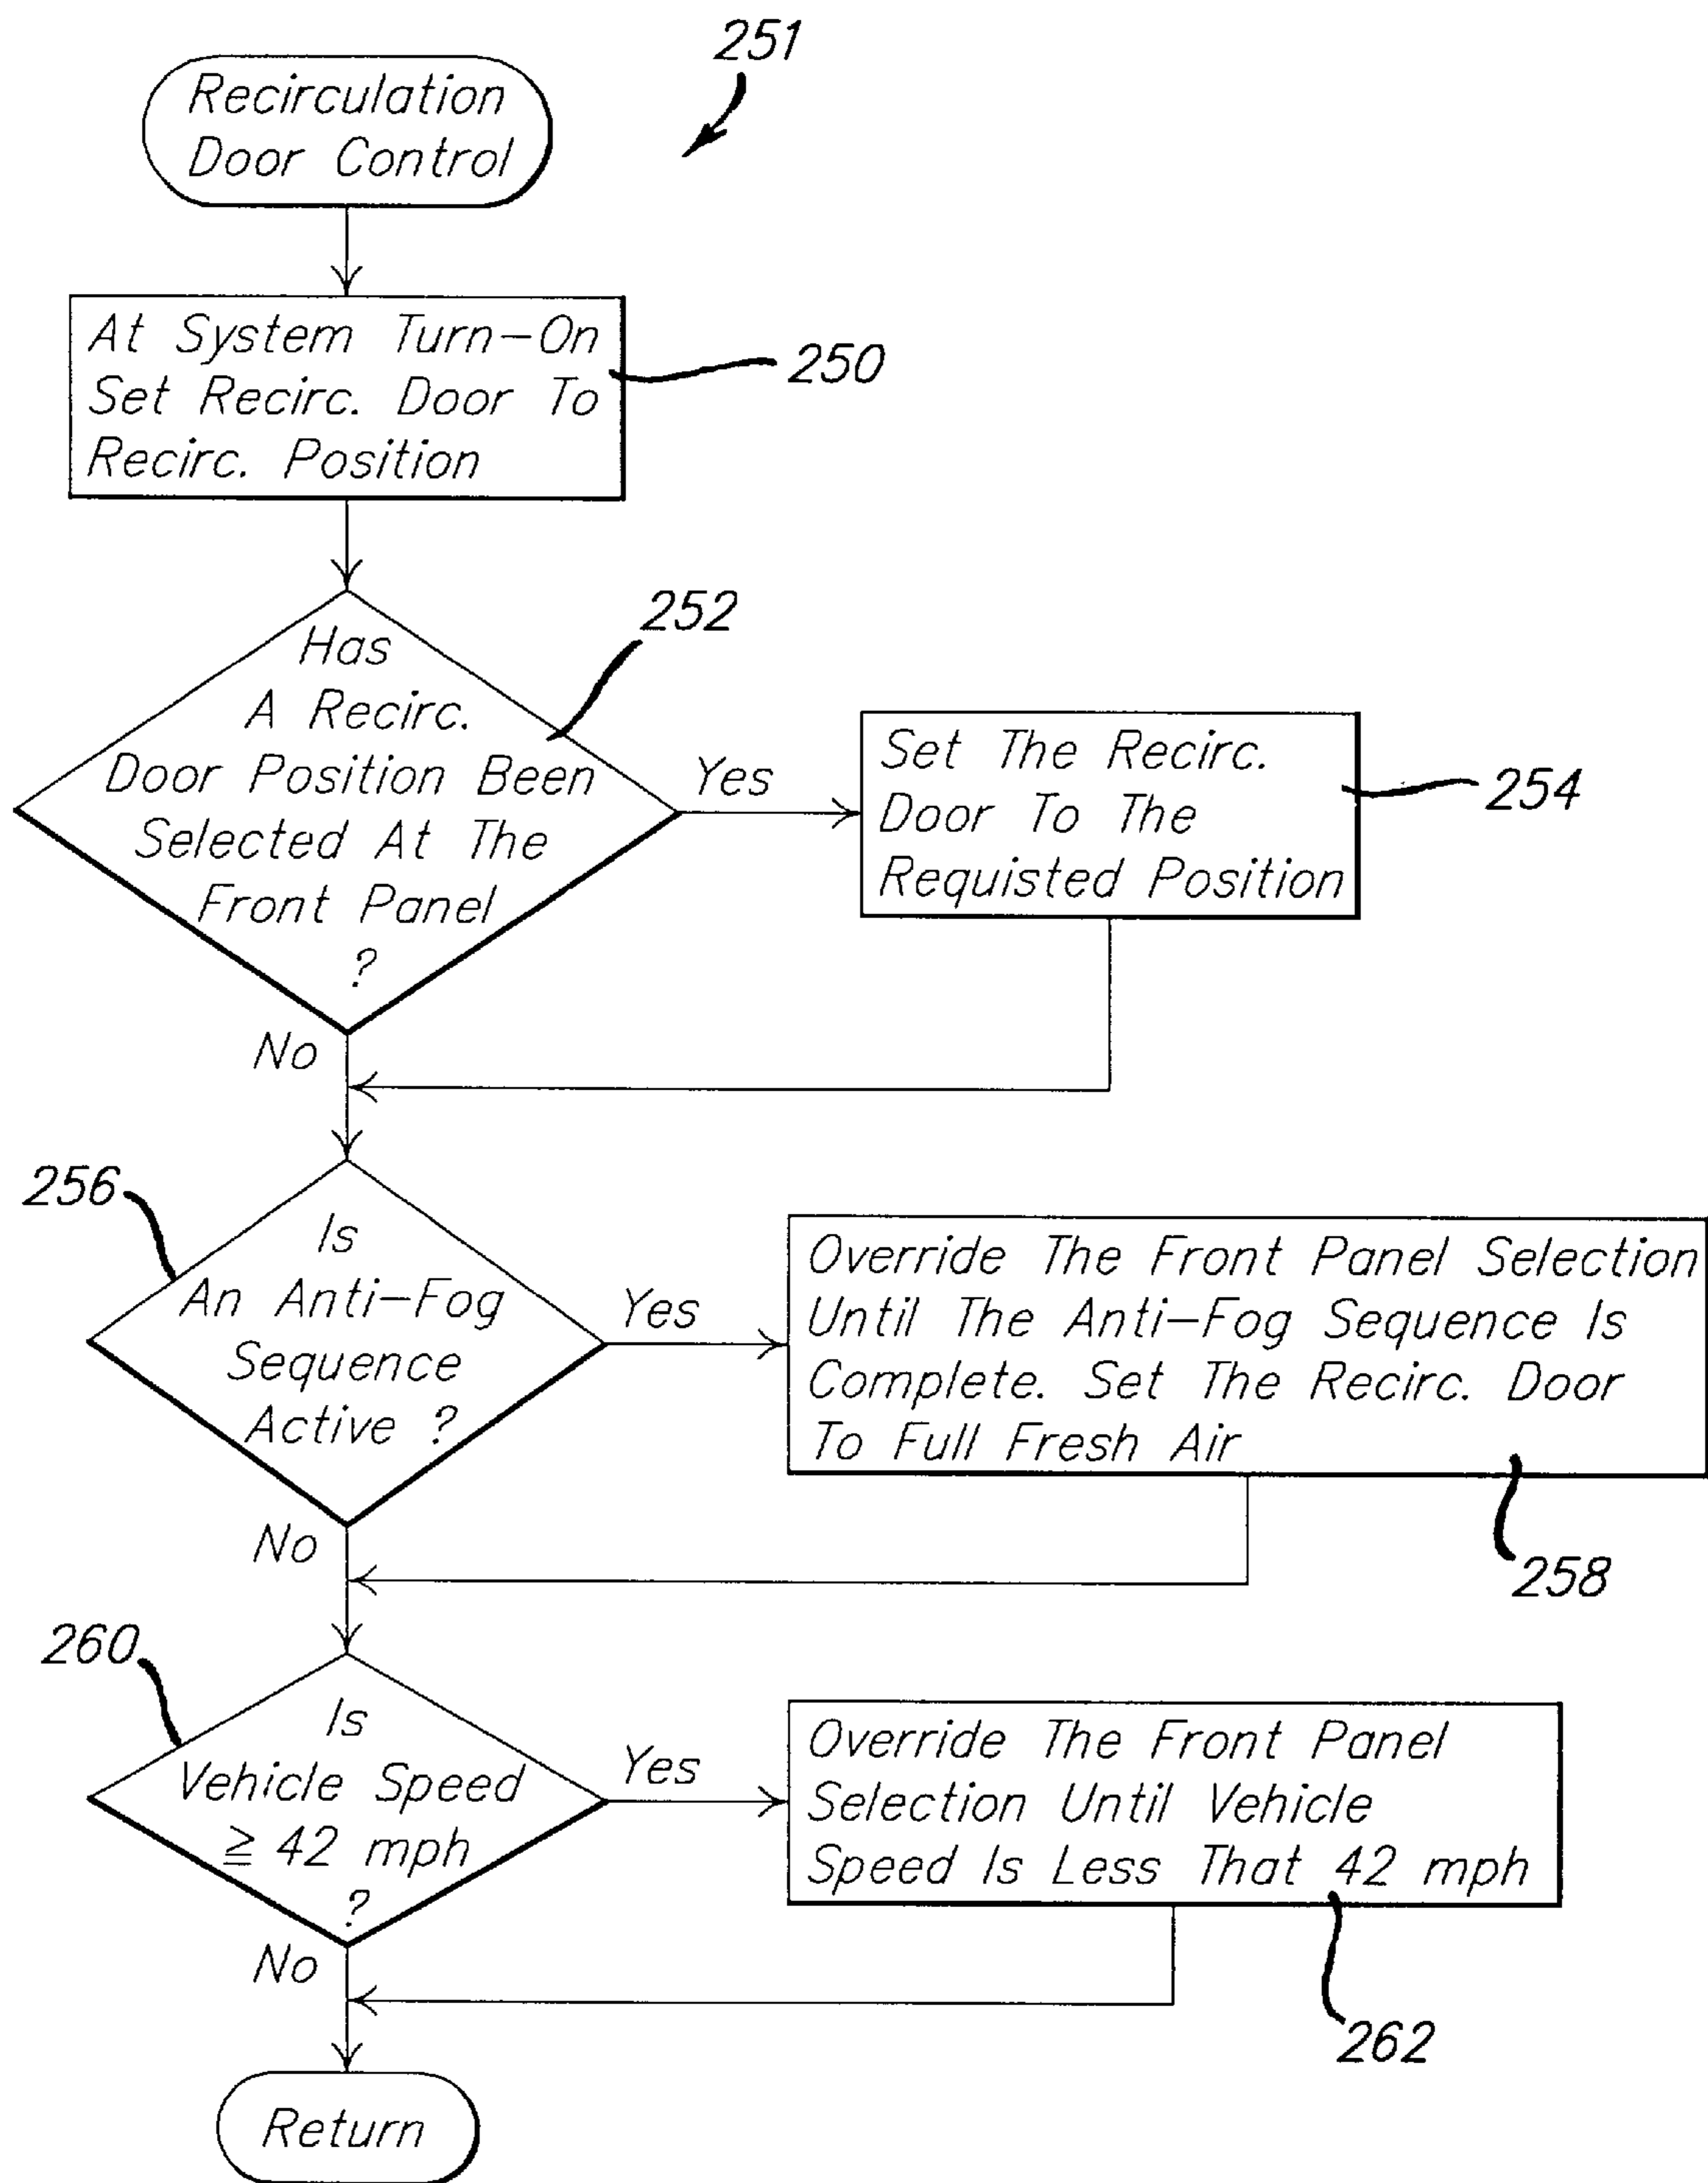 251
Recirculation
Door Control
At System Turn-On
Set Recirc. Door To
Recirc. Position
250
Has
A Recirc.
Door Position Been
Selected At The
Front Panel
?
252
Yes
Set The Recirc.
Door To The
Requisted Position
254
No
256
Is
An Anti-Fog
Sequence
Active ?
Yes
Override The Front Panel Selection
Until The Anti-Fog Sequence Is
Complete. Set The Recirc. Door
To Full Fresh Air
258
No
260
Is
Vehicle Speed
≧ 42 mph
?
Yes
Override The Front Panel
Selection Until Vehicle
Speed Is Less That 42 mph
262
No
Return